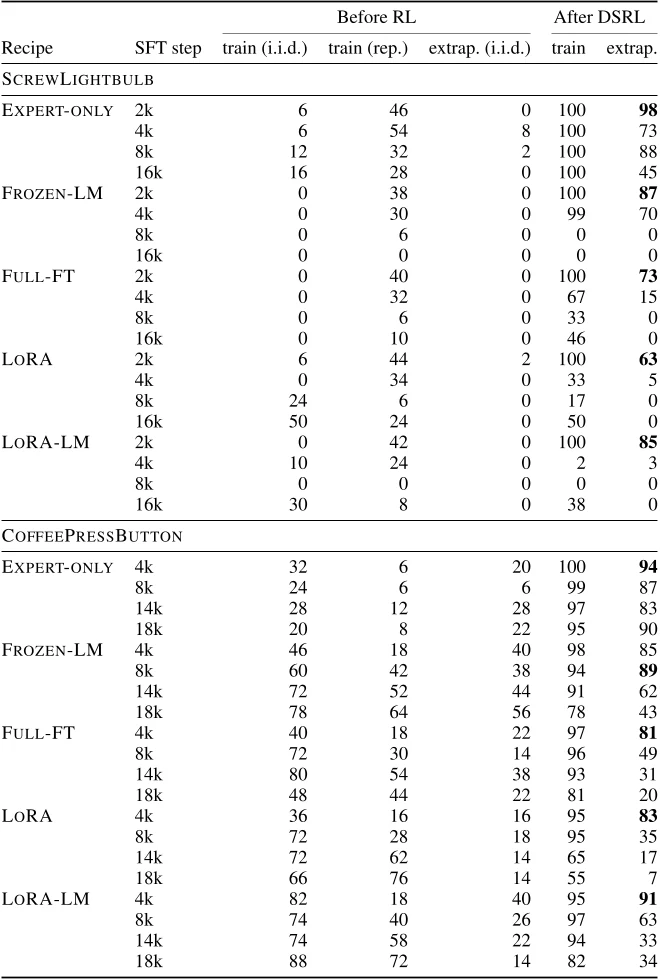 Before RL After DSRL
Recipe SFT step train (i.i.d.) train (rep.) extrap. (i.i.d.) train extrap.
SCREWLIGHTBULB
EXPERT-ONLY 2k 6 46 0 100 98
4k 6 54 8 100 73
8k 12 32 2 100 88
16k 16 28 0 100 45
FROZEN-LM 2k 0 38 0 100 87
4k 0 30 0 99 70
8k 0 6 0 0 0
16k 0 0 0 0 0
FULL-FT 2k 0 40 0 100 73
4k 0 32 0 67 15
8k 0 6 0 33 0
16k 0 10 0 46 0
LORA 2k 6 44 2 100 63
4k 0 34 0 33 5
8k 24 6 0 17 0
16k 50 24 0 50 0
LORA-LM 2k 0 42 0 100 85
4k 10 24 0 2 3
8k 0 0 0 0 0
16k 30 8 0 38 0
COFFEEPRESSBUTTON
EXPERT-ONLY 4k 32 6 20 100 94
8k 24 6 6 99 87
14k 28 12 28 97 83
18k 20 8 22 95 90
FROZEN-LM 4k 46 18 40 98 85
8k 60 42 38 94 89
14k 72 52 44 91 62
18k 78 64 56 78 43
FULL-FT 4k 40 18 22 97 81
8k 72 30 14 96 49
14k 80 54 38 93 31
18k 48 44 22 81 20
LORA 4k 36 16 16 95 83
8k 72 28 18 95 35
14k 72 62 14 65 17
18k 66 76 14 55 7
LORA-LM 4k 82 18 40 95 91
8k 74 40 26 97 63
14k 74 58 22 94 33
18k 88 72 14 82 34